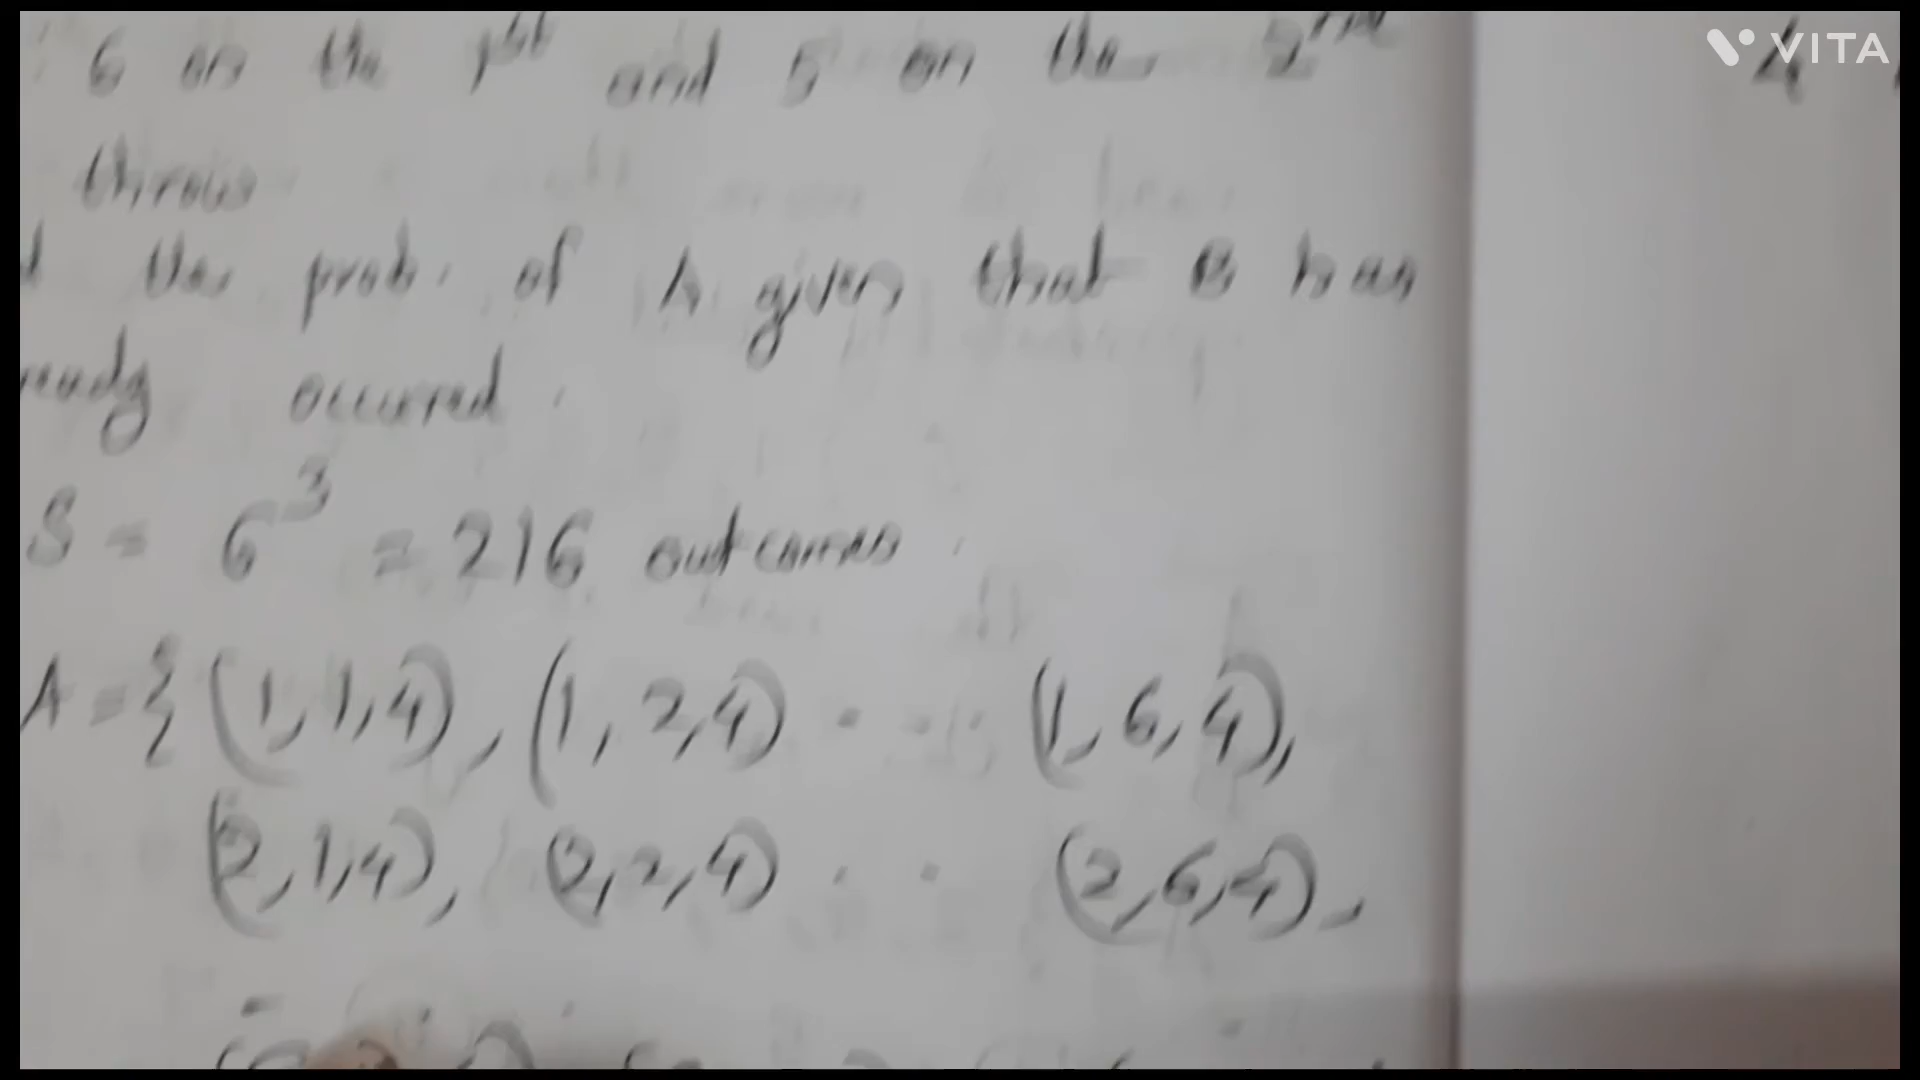 6 on the 1st and 5 on the 2nd
throw
the prob. of A given that B has
ready occurred.
S = 6³ = 216 outcomes.
A = { (1,1,4), (1,2,4) . . (1,6,4),
(2,1,4), (2,2,4) . . (2,6,4),
4
VITA